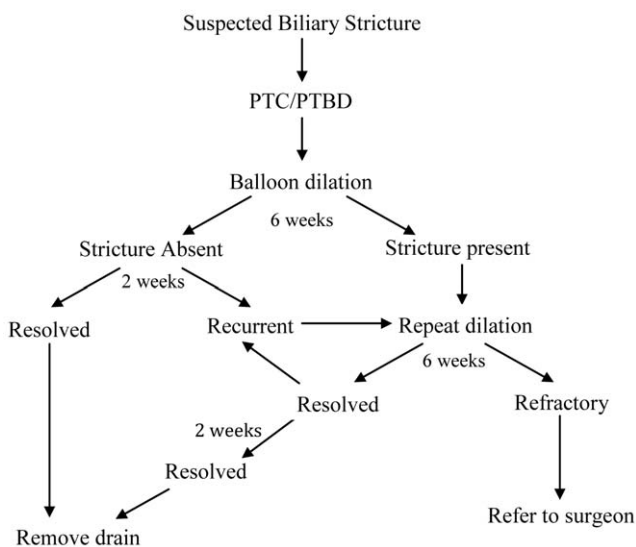 Suspected Biliary Stricture
PTC/PTBD
Balloon dilation
6 weeks
Stricture Absent
Stricture present
2 weeks
Resolved
Recurrent
Repeat dilation
6 weeks
Resolved
Refractory
2 weeks
Resolved
Refer to surgeon
Remove drain